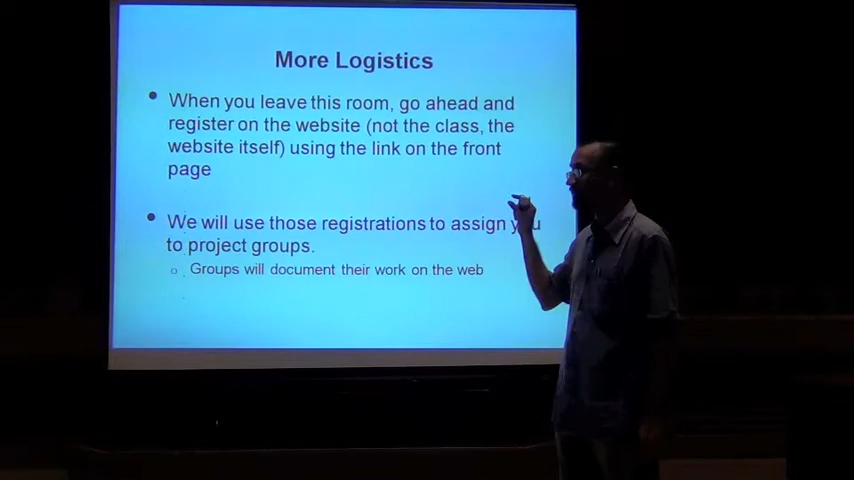 More Logistics
• When you leave this room, go ahead and
register on the website (not the class, the
website itself) using the link on the front
page
• We will use those registrations to assign you
to project groups.
o Groups will document their work on the web